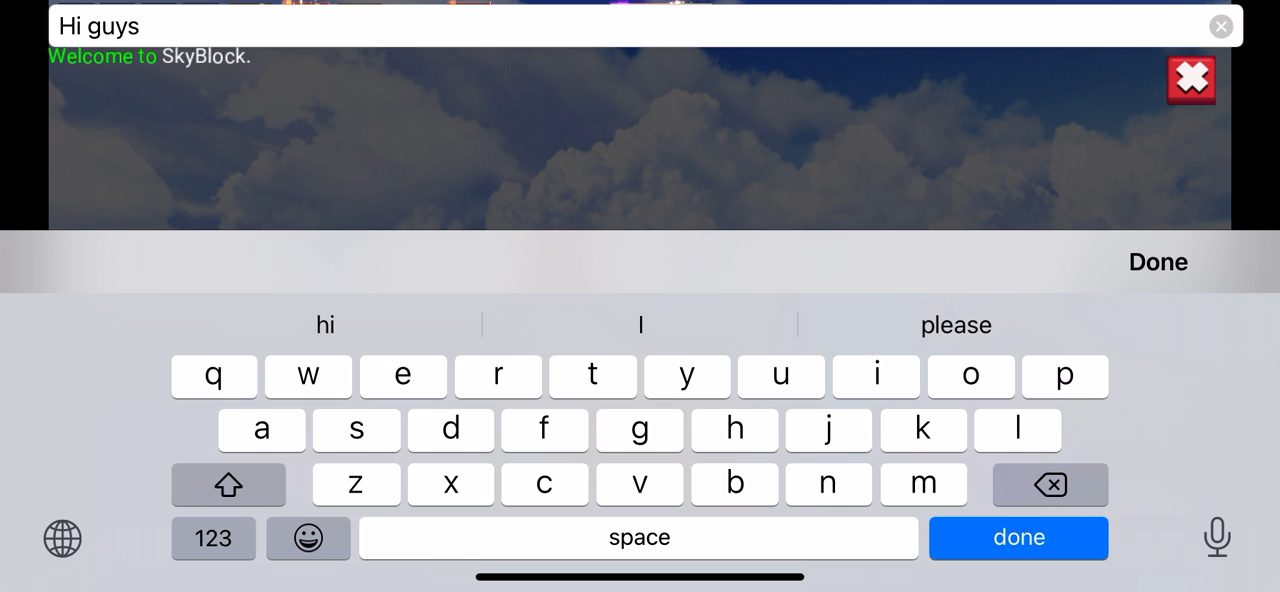 Hi guys
Welcome to SkyBlock.
Done
hi I please
q w e r t y u i o p
a s d f g h j k l
z x c v b n m
123 space done